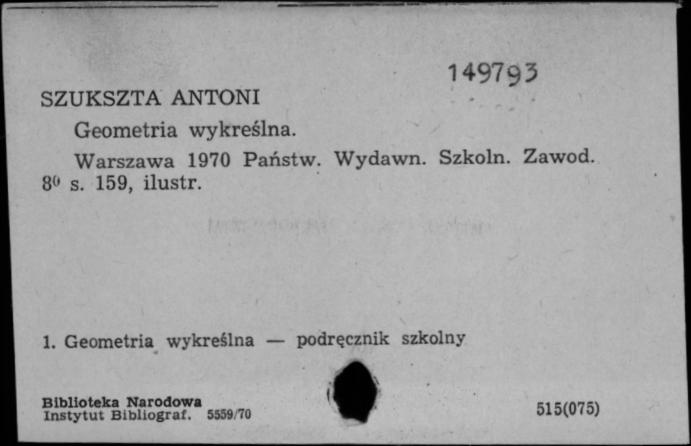 149793
SZUKSZTA ANTONI
Geometria wykreślna.
Warszawa 1970 Państw. Wydawn. Szkoln. Zawod.
8⁰ s. 159, ilustr.
1. Geometria wykreślna — podręcznik szkolny
Biblioteka Narodowa
Instytut Bibliograf. 5559/70
515(075)